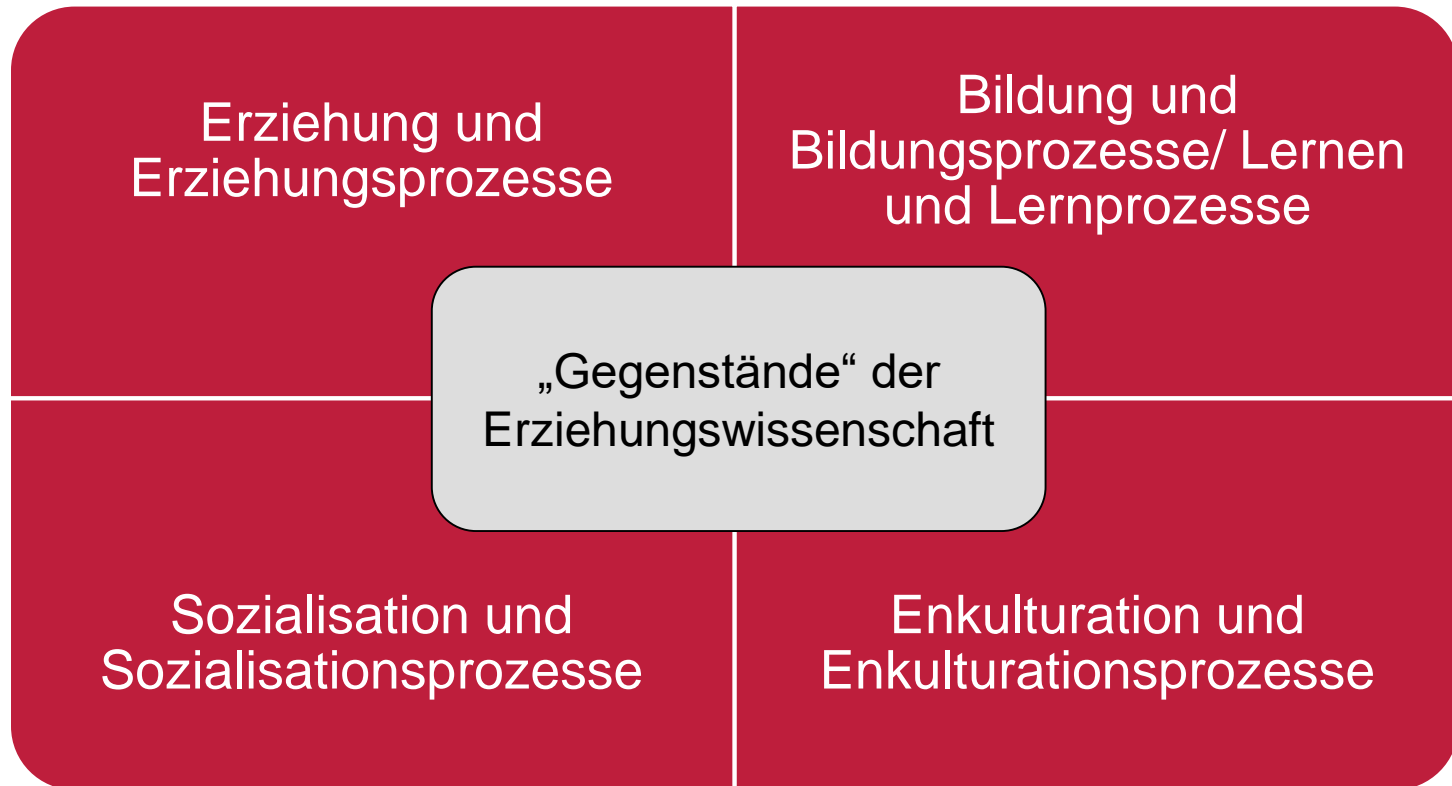 Erziehung und
Erziehungsprozesse
Bildung und
Bildungsprozesse/ Lernen
und Lernprozesse
„Gegenstände“ der
Erziehungswissenschaft
Sozialisation und
Sozialisationsprozesse
Enkulturation und
Enkulturationsprozesse